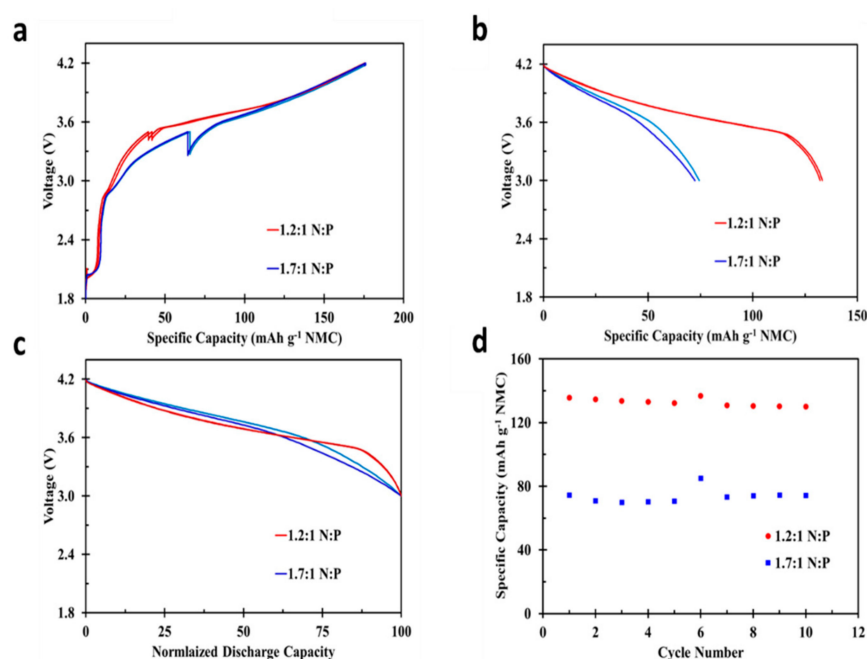 a
4.2
3.6
3.0
2.4
1.8
Voltage (V)
1.2:1 N:P
1.7:1 N:P
0
50
100
150
200
Specific Capacity (mAh g-1 NMC)
b
4.2
3.6
3.0
2.4
1.8
Voltage (V)
1.2:1 N:P
1.7:1 N:P
0
50
100
150
Specific Capacity (mAh g-1 NMC)
c
4.2
3.6
3.0
2.4
1.8
Voltage (V)
1.2:1 N:P
1.7:1 N:P
0
25
50
75
100
Normlaized Discharge Capacity
d
160
120
80
40
0
Specific Capacity (mAh g-1 NMC)
1.2:1 N:P
1.7:1 N:P
0
2
4
6
8
10
12
Cycle Number